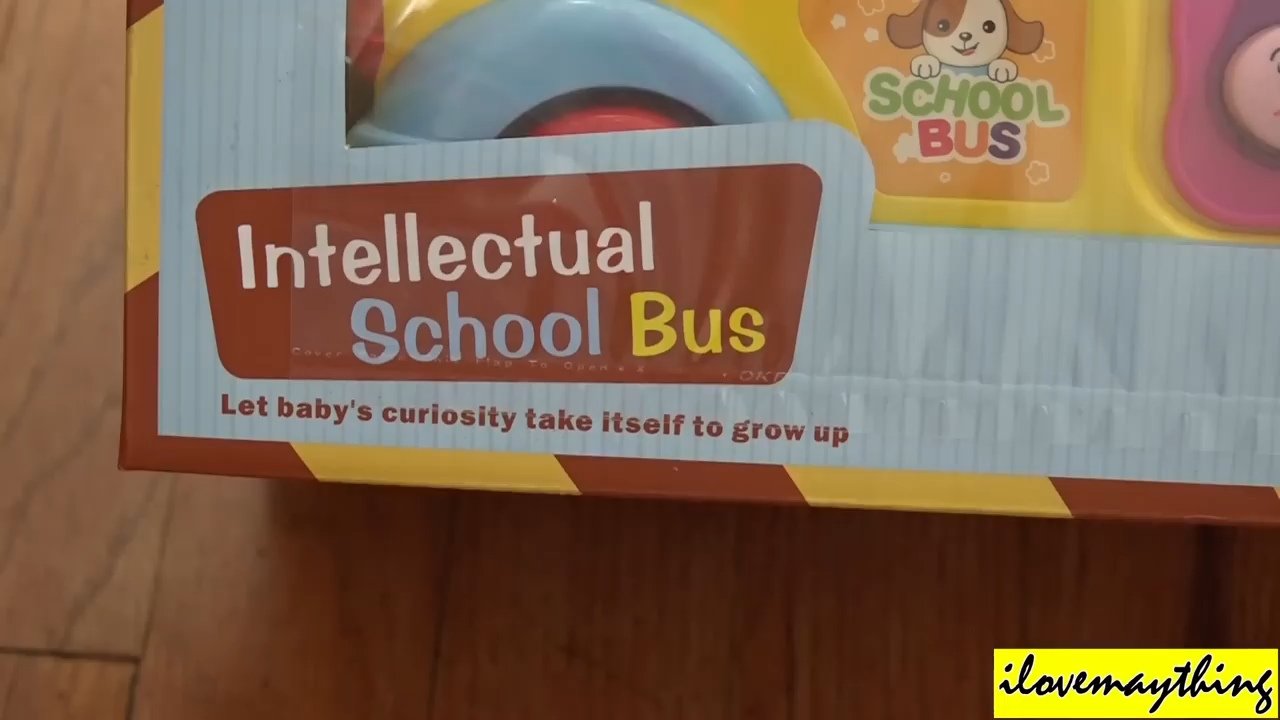 SCHOOL
BUS
Intellectual
School Bus
Let baby's curiosity take itself to grow up
ilovemaything